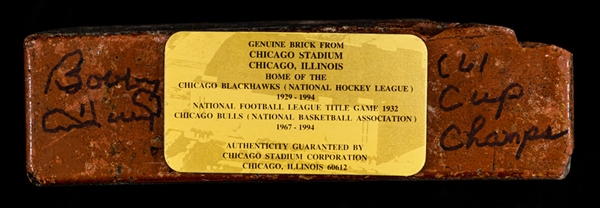 Bobby
Hull
GENUINE BRICK FROM
CHICAGO STADIUM
CHICAGO, ILLINOIS
HOME OF THE
CHICAGO BLACKHAWKS (NATIONAL HOCKEY LEAGUE)
1929 - 1994
NATIONAL FOOTBALL LEAGUE TITLE GAME 1932
CHICAGO BULLS (NATIONAL BASKETBALL ASSOCIATION)
1967 - 1994
AUTHENTICITY GUARANTEED BY
CHICAGO STADIUM CORPORATION
CHICAGO, ILLINOIS 60612
'61
Cup
Champs